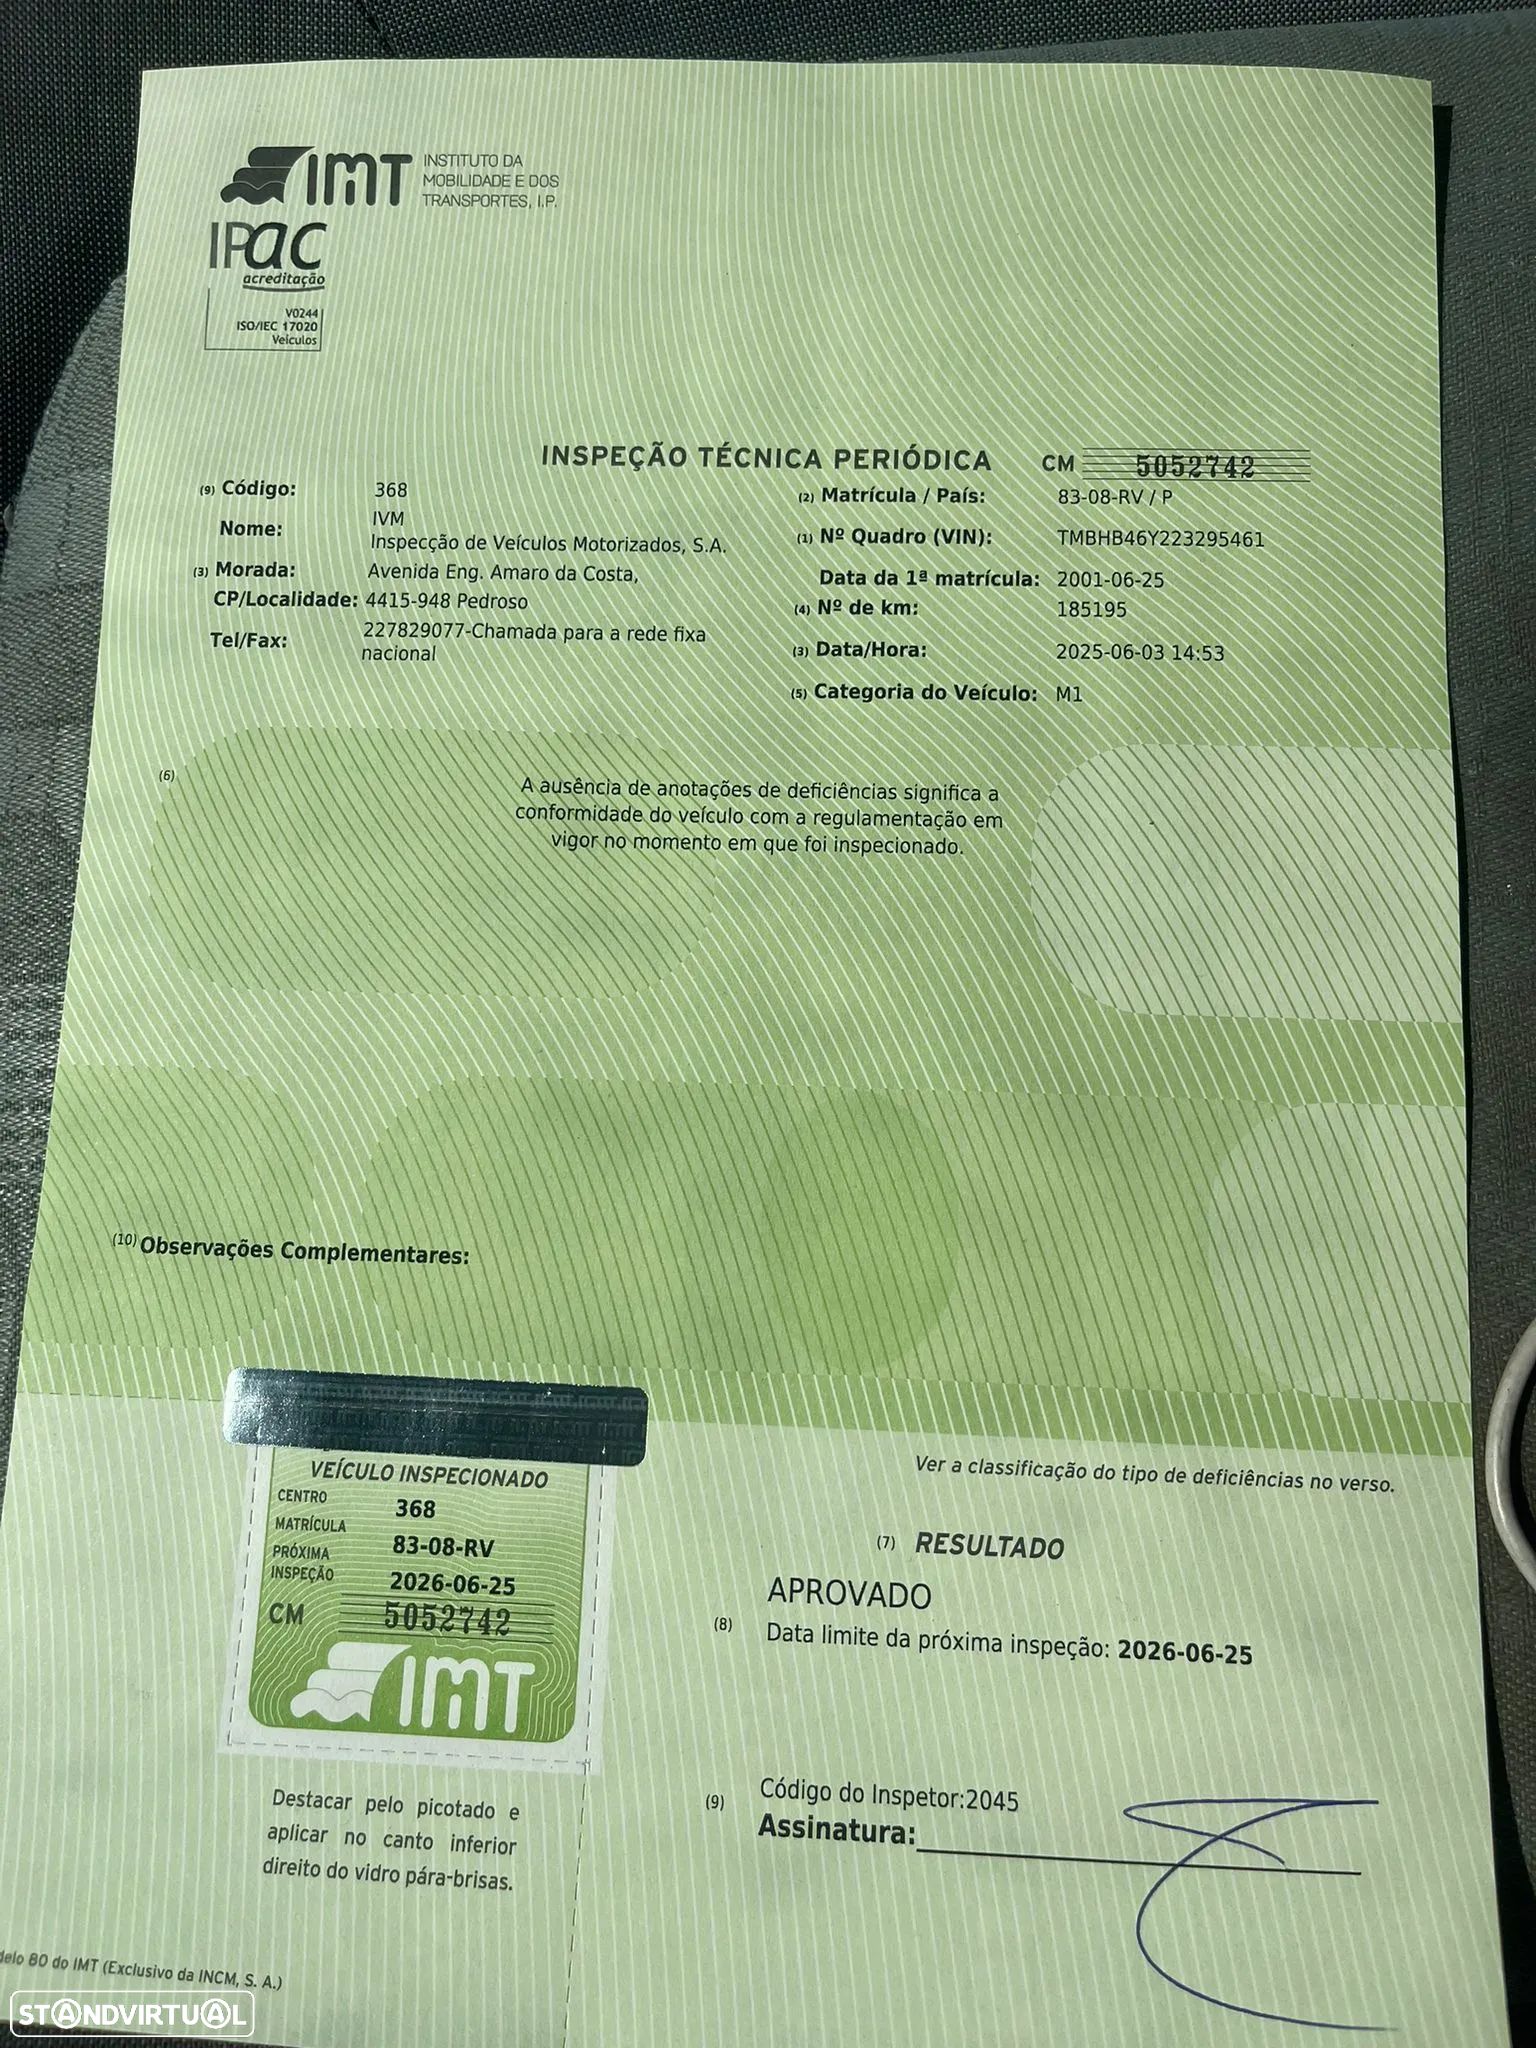 IMT INSTITUTO DA
MOBILIDADE E DOS
TRANSPORTES, I.P.
IPAC
acreditação
V0244
ISO/IEC 17020
Veículos
INSPEÇÃO TÉCNICA PERIÓDICA CM 5052742
(9) Código: 368
Nome: IVM
Inspecção de Veículos Motorizados, S.A.
(3) Morada: Avenida Eng. Amaro da Costa,
CP/Localidade: 4415-948 Pedroso
Tel/Fax: 227829077-Chamada para a rede fixa
nacional
(2) Matrícula / País: 83-08-RV / P
(1) Nº Quadro (VIN): TMBHB46Y223295461
Data da 1ª matrícula: 2001-06-25
(4) Nº de km: 185195
(3) Data/Hora: 2025-06-03 14:53
(5) Categoria do Veículo: M1
(6)
A ausência de anotações de deficiências significa a
conformidade do veículo com a regulamentação em
vigor no momento em que foi inspecionado.
(10) Observações Complementares:
VEÍCULO INSPECIONADO
CENTRO 368
MATRÍCULA 83-08-RV
PRÓXIMA
INSPEÇÃO 2026-06-25
CM 5052742
IMT
Destacar pelo picotado e
aplicar no canto inferior
direito do vidro pára-brisas.
Ver a classificação do tipo de deficiências no verso.
(7) RESULTADO
APROVADO
(8) Data limite da próxima inspeção: 2026-06-25
(9) Código do Inspetor:2045
Assinatura:
80 do IMT (Exclusivo da INCM, S. A.)
STANDVIRTUAL